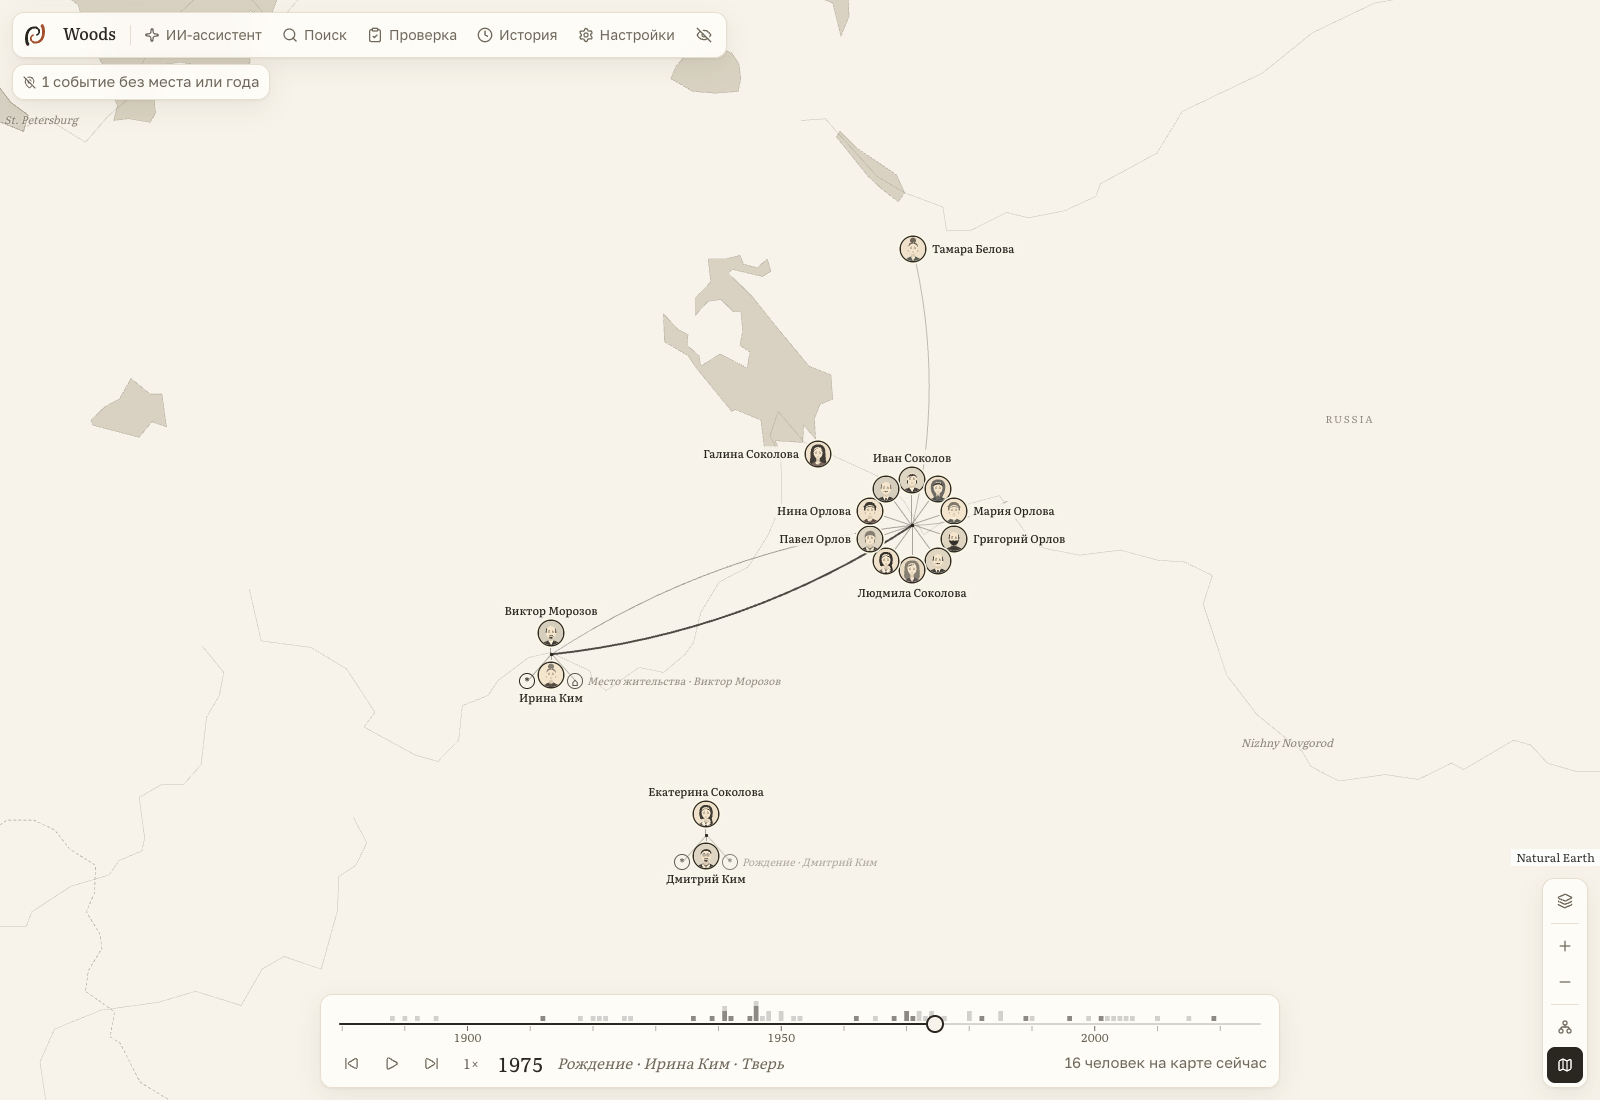 Woods
ИИ-ассистент
Поиск
Проверка
История
Настройки
1 событие без места или года
St. Petersburg
Тамара Белова
RUSSIA
Галина Соколова
Иван Соколов
Нина Орлова
Мария Орлова
Павел Орлов
Григорий Орлов
Людмила Соколова
Виктор Морозов
Место жительства · Виктор Морозов
Ирина Ким
Nizhny Novgorod
Екатерина Соколова
Рождение · Дмитрий Ким
Дмитрий Ким
Natural Earth
1900
1950
2000
1×
1975
Рождение · Ирина Ким · Тверь
16 человек на карте сейчас